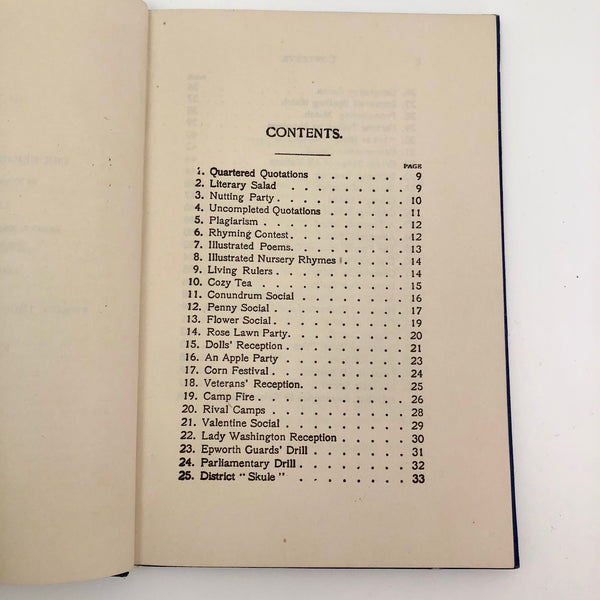 CONTENTS.
PAGE
1. Quartered Quotations . . . . . . . 9
2. Literary Salad . . . . . . . . . 9
3. Nutting Party . . . . . . . . . 10
4. Uncompleted Quotations . . . . . . 11
5. Plagiarism . . . . . . . . . . 12
6. Rhyming Contest . . . . . . . . 12
7. Illustrated Poems. . . . . . . . 13
8. Illustrated Nursery Rhymes . . . . . 14
9. Living Rulers . . . . . . . . . 14
10. Cozy Tea . . . . . . . . . . 15
11. Conundrum Social . . . . . . . 16
12. Penny Social . . . . . . . . . 17
13. Flower Social . . . . . . . . . 19
14. Rose Lawn Party. . . . . . . . 20
15. Dolls' Reception . . . . . . . . 21
16. An Apple Party . . . . . . . . 23
17. Corn Festival . . . . . . . . . 24
18. Veterans' Reception. . . . . . . 25
19. Camp Fire . . . . . . . . . . 26
20. Rival Camps . . . . . . . . . 28
21. Valentine Social . . . . . . . . 29
22. Lady Washington Reception . . . . . 30
23. Epworth Guards' Drill . . . . . . 31
24. Parliamentary Drill . . . . . . . 32
25. District "Skule" . . . . . . . . 33